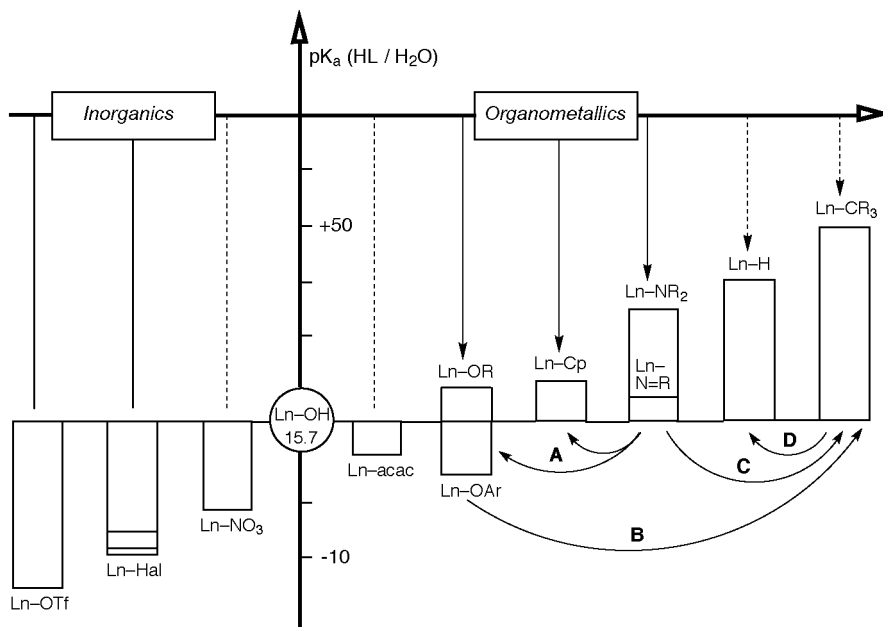 pKa (HL / H2O)
Inorganics
Organometallics
Ln–CR3
+50
Ln–H
Ln–NR2
Ln–OR
Ln–Cp
Ln–
N=R
Ln–OH
15.7
A
D
C
Ln–acac
Ln–OAr
Ln–NO3
B
-10
Ln–Hal
Ln–OTf